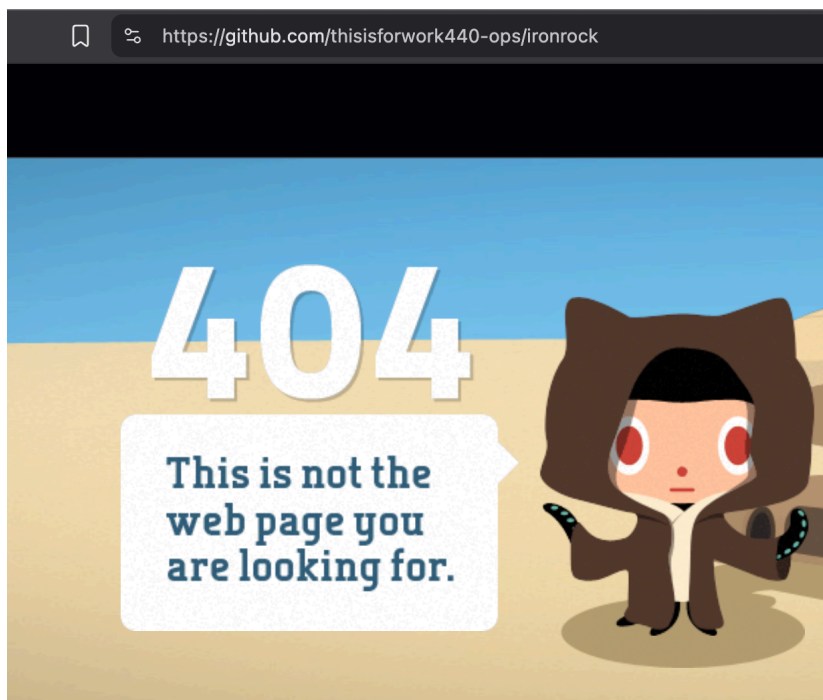 https://github.com/thisisforwork440-ops/ironrock
404
This is not the
web page you
are looking for.